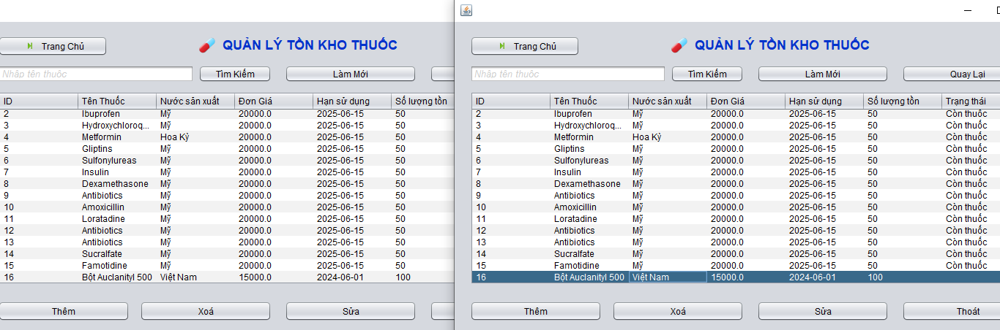 Trang Chủ QUẢN LÝ TỒN KHO THUỐC
Nhập tên thuốc Tìm Kiếm Làm Mới
ID Tên Thuốc Nước sản xuất Đơn Giá Hạn sử dụng Số lượng tồn
2 Ibuprofen Mỹ 20000.0 2025-06-15 50
3 Hydroxychloroq... Mỹ 20000.0 2025-06-15 50
4 Metformin Hoa Kỳ 20000.0 2025-06-15 50
5 Gliptins Mỹ 20000.0 2025-06-15 50
6 Sulfonylureas Mỹ 20000.0 2025-06-15 50
7 Insulin Mỹ 20000.0 2025-06-15 50
8 Dexamethasone Mỹ 20000.0 2025-06-15 50
9 Antibiotics Mỹ 20000.0 2025-06-15 50
10 Amoxicillin Mỹ 20000.0 2025-06-15 50
11 Loratadine Mỹ 20000.0 2025-06-15 50
12 Antibiotics Mỹ 20000.0 2025-06-15 50
13 Antibiotics Mỹ 20000.0 2025-06-15 50
14 Sucralfate Mỹ 20000.0 2025-06-15 50
15 Famotidine Mỹ 20000.0 2025-06-15 50
16 Bột Auclanityl 500 Việt Nam 15000.0 2024-06-01 100
Thêm Xoá Sửa
Trang Chủ QUẢN LÝ TỒN KHO THUỐC
Nhập tên thuốc Tìm Kiếm Làm Mới Quay Lại
ID Tên Thuốc Nước sản xuất Đơn Giá Hạn sử dụng Số lượng tồn Trạng thái
2 Ibuprofen Mỹ 20000.0 2025-06-15 50 Còn thuốc
3 Hydroxychloroq... Mỹ 20000.0 2025-06-15 50 Còn thuốc
4 Metformin Hoa Kỳ 20000.0 2025-06-15 50 Còn thuốc
5 Gliptins Mỹ 20000.0 2025-06-15 50 Còn thuốc
6 Sulfonylureas Mỹ 20000.0 2025-06-15 50 Còn thuốc
7 Insulin Mỹ 20000.0 2025-06-15 50 Còn thuốc
8 Dexamethasone Mỹ 20000.0 2025-06-15 50 Còn thuốc
9 Antibiotics Mỹ 20000.0 2025-06-15 50 Còn thuốc
10 Amoxicillin Mỹ 20000.0 2025-06-15 50 Còn thuốc
11 Loratadine Mỹ 20000.0 2025-06-15 50 Còn thuốc
12 Antibiotics Mỹ 20000.0 2025-06-15 50 Còn thuốc
13 Antibiotics Mỹ 20000.0 2025-06-15 50 Còn thuốc
14 Sucralfate Mỹ 20000.0 2025-06-15 50 Còn thuốc
15 Famotidine Mỹ 20000.0 2025-06-15 50 Còn thuốc
16 Bột Auclanityl 500 Việt Nam 15000.0 2024-06-01 100
Thêm Xoá Sửa Thoát